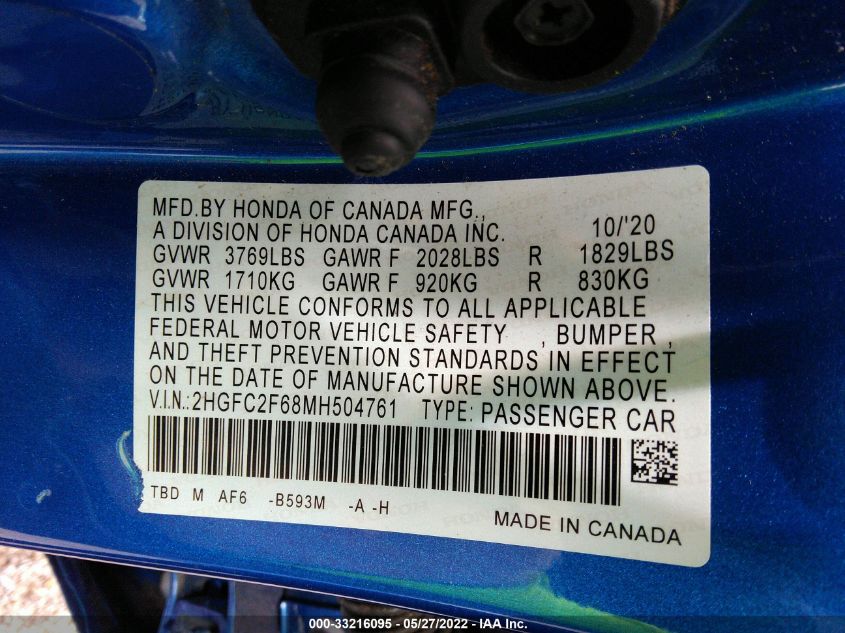 MFD.BY HONDA OF CANADA MFG.,
A DIVISION OF HONDA CANADA INC. 10/'20
GVWR 3769LBS GAWR F 2028LBS R 1829LBS
GVWR 1710KG GAWR F 920KG R 830KG
THIS VEHICLE CONFORMS TO ALL APPLICABLE
FEDERAL MOTOR VEHICLE SAFETY , BUMPER ,
AND THEFT PREVENTION STANDARDS IN EFFECT
ON THE DATE OF MANUFACTURE SHOWN ABOVE.
V.I.N.:2HGFC2F68MH504761 TYPE: PASSENGER CAR
TBD M AF6 -B593M -A -H
MADE IN CANADA
000-33216095 - 05/27/2022 - IAA Inc.